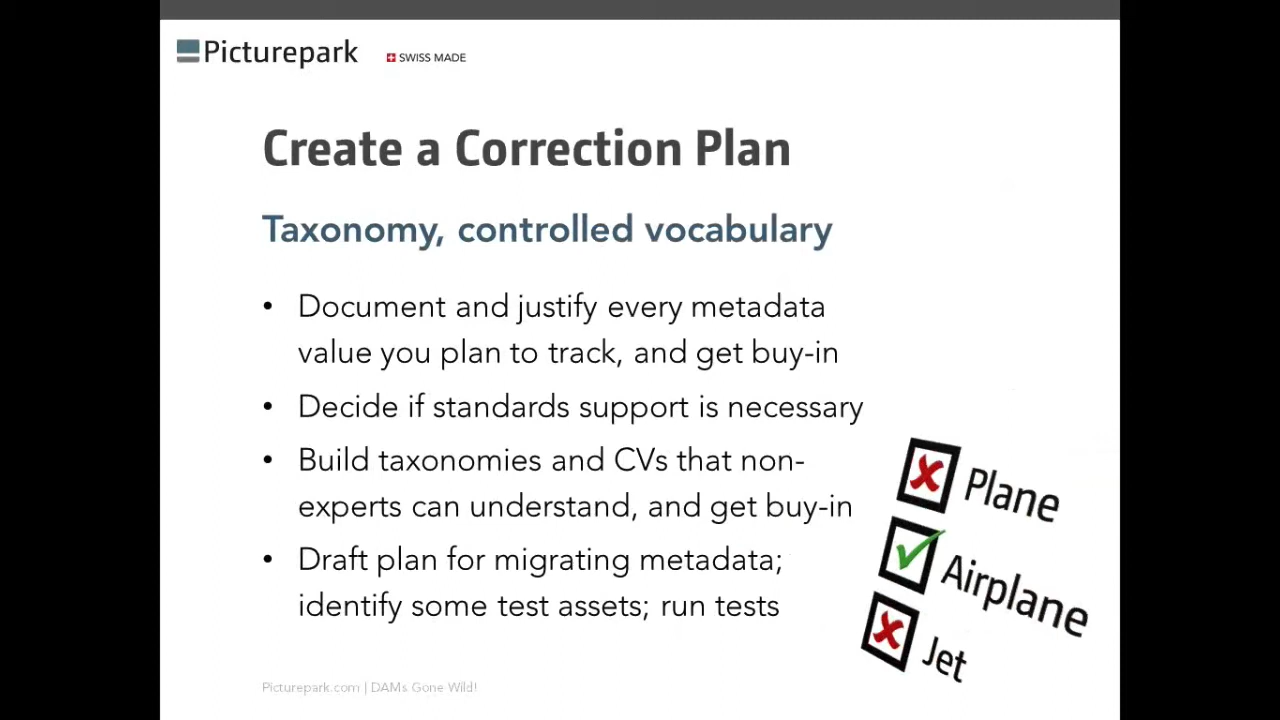 Picturepark
SWISS MADE
Create a Correction Plan
Taxonomy, controlled vocabulary
• Document and justify every metadata
value you plan to track, and get buy-in
• Decide if standards support is necessary
• Build taxonomies and CVs that non-
experts can understand, and get buy-in
• Draft plan for migrating metadata;
identify some test assets; run tests
Plane
Airplane
Jet
Picturepark.com | DAMs Gone Wild!